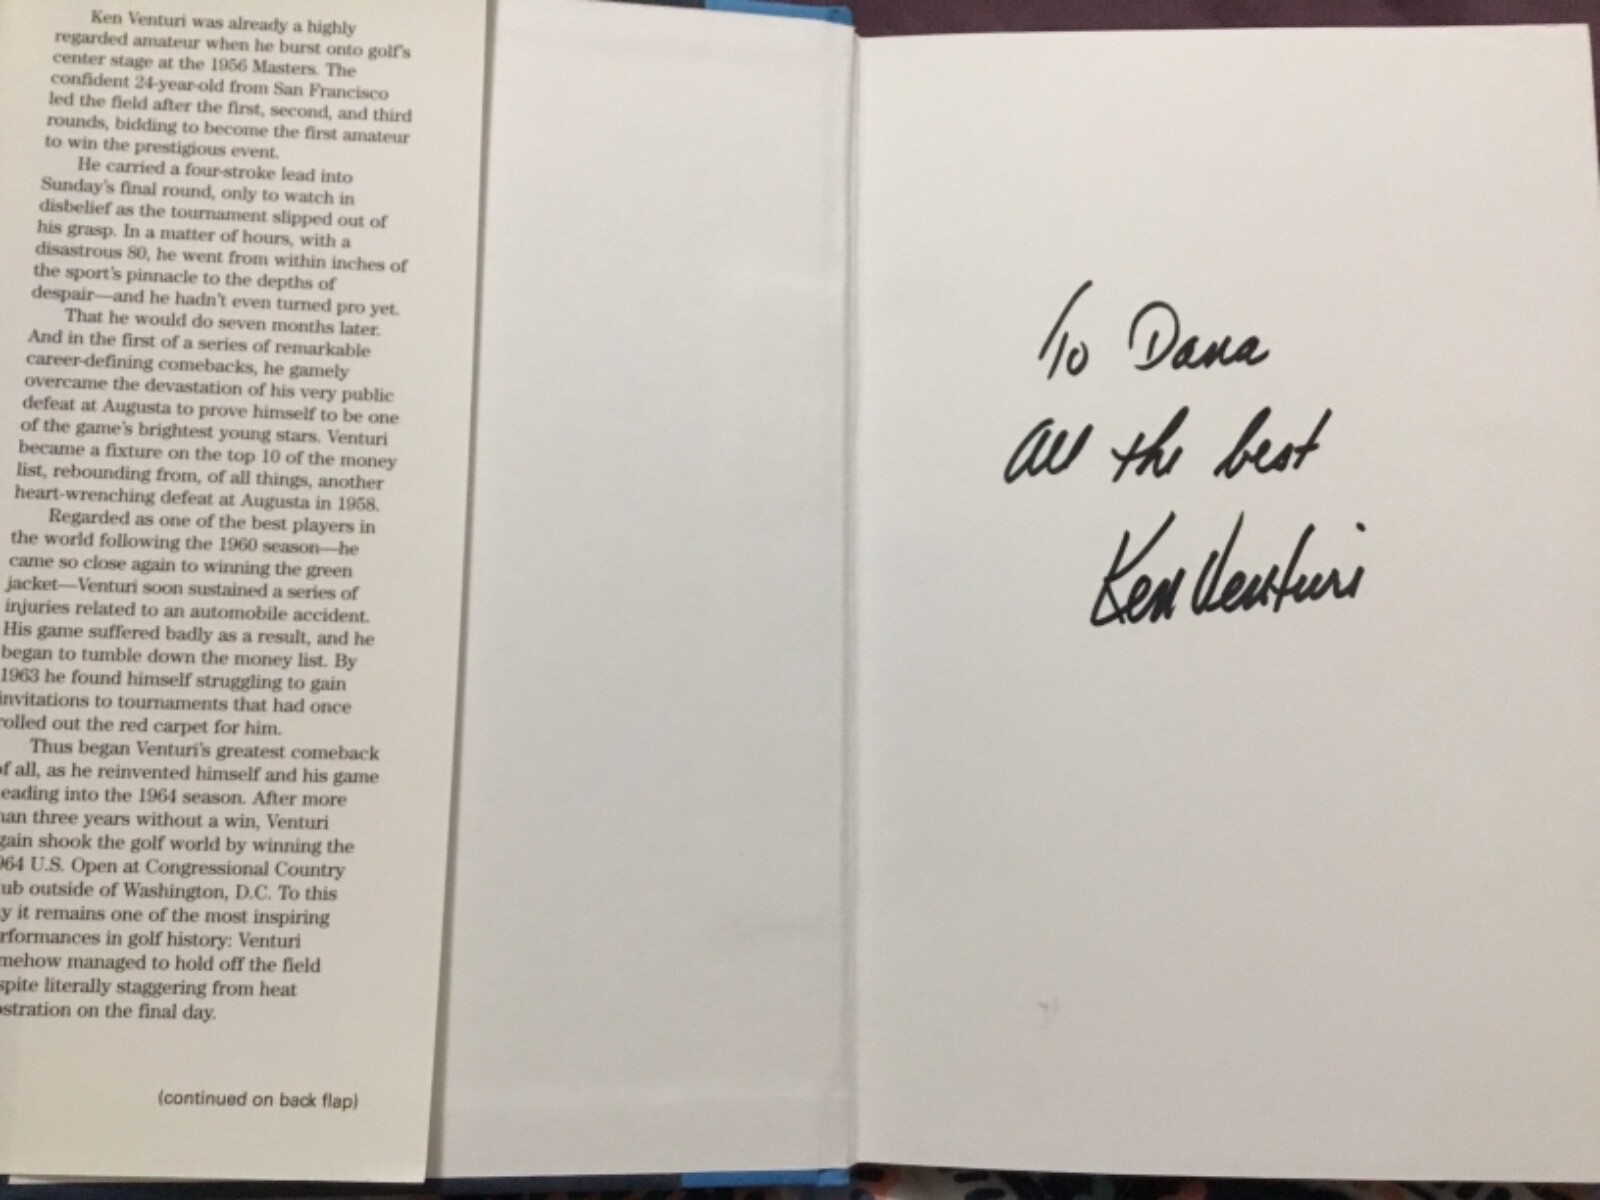 Ken Venturi was already a highly
regarded amateur when he burst onto golf's
center stage at the 1956 Masters. The
confident 24-year-old from San Francisco
led the field after the first, second, and third
rounds, bidding to become the first amateur
to win the prestigious event.
He carried a four-stroke lead into
Sunday's final round, only to watch in
disbelief as the tournament slipped out of
his grasp. In a matter of hours, with a
disastrous 80, he went from within inches of
the sport's pinnacle to the depths of
despair—and he hadn't even turned pro yet.
That he would do seven months later.
And in the first of a series of remarkable
career-defining comebacks, he gamely
overcame the devastation of his very public
defeat at Augusta to prove himself to be one
of the game's brightest young stars. Venturi
became a fixture on the top 10 of the money
list, rebounding from, of all things, another
heart-wrenching defeat at Augusta in 1958.
Regarded as one of the best players in
the world following the 1960 season—he
came so close again to winning the green
jacket—Venturi soon sustained a series of
injuries related to an automobile accident.
His game suffered badly as a result, and he
began to tumble down the money list. By
1963 he found himself struggling to gain
invitations to tournaments that had once
rolled out the red carpet for him.
Thus began Venturi's greatest comeback
of all, as he reinvented himself and his game
eading into the 1964 season. After more
han three years without a win, Venturi
gain shook the golf world by winning the
964 U.S. Open at Congressional Country
ub outside of Washington, D.C. To this
y it remains one of the most inspiring
rformances in golf history: Venturi
mehow managed to hold off the field
spite literally staggering from heat
ostration on the final day.
(continued on back flap)
To Dana
All the best
Ken Venturi